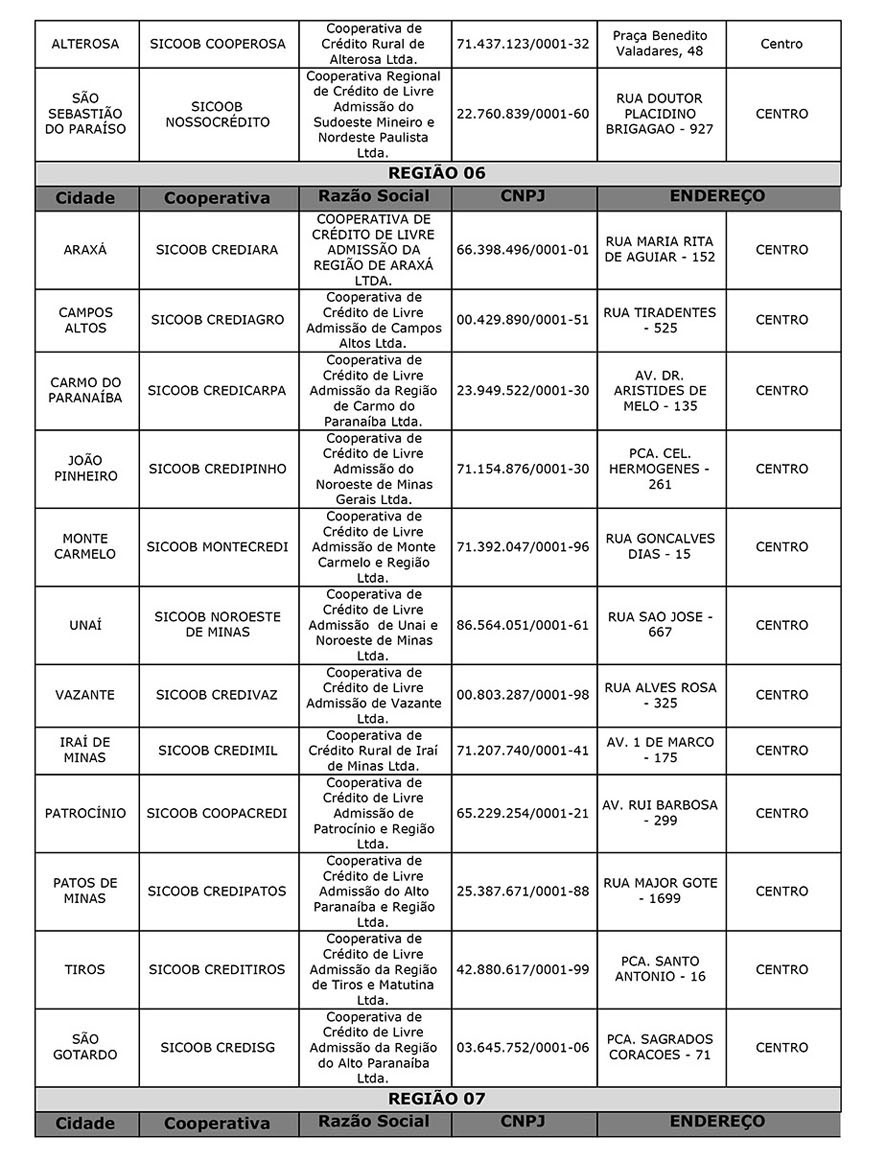 ALTEROSA
SICOOB COOPEROSA
Cooperativa de
Crédito Rural de
Alterosa Ltda.
71.437.123/0001-32
Praça Benedito
Valadares, 48
Centro
SÃO
SEBASTIÃO
DO PARAÍSO
SICOOB
NOSSOCRÉDITO
Cooperativa Regional
de Crédito de Livre
Admissão do
Sudoeste Mineiro e
Nordeste Paulista
Ltda.
22.760.839/0001-60
RUA DOUTOR
PLACIDINO
BRIGAGAO - 927
CENTRO
REGIÃO 06
Cidade
Cooperativa
Razão Social
CNPJ
ENDEREÇO
ARAXÁ
SICOOB CREDIARA
COOPERATIVA DE
CRÉDITO DE LIVRE
ADMISSÃO DA
REGIÃO DE ARAXÁ
LTDA.
66.398.496/0001-01
RUA MARIA RITA
DE AGUIAR - 152
CENTRO
CAMPOS
ALTOS
SICOOB CREDIAGRO
Cooperativa de
Crédito de Livre
Admissão de Campos
Altos Ltda.
00.429.890/0001-51
RUA TIRADENTES
- 525
CENTRO
CARMO DO
PARANAÍBA
SICOOB CREDICARPA
Cooperativa de
Crédito de Livre
Admissão da Região
de Carmo do
Paranaíba Ltda.
23.949.522/0001-30
AV. DR.
ARISTIDES DE
MELO - 135
CENTRO
JOÃO
PINHEIRO
SICOOB CREDIPINHO
Cooperativa de
Crédito de Livre
Admissão do
Noroeste de Minas
Gerais Ltda.
71.154.876/0001-30
PCA. CEL.
HERMOGENES -
261
CENTRO
MONTE
CARMELO
SICOOB MONTECREDI
Cooperativa de
Crédito de Livre
Admissão de Monte
Carmelo e Região
Ltda.
71.392.047/0001-96
RUA GONCALVES
DIAS - 15
CENTRO
UNAÍ
SICOOB NOROESTE
DE MINAS
Cooperativa de
Crédito de Livre
Admissão  de Unai e
Noroeste de Minas
Ltda.
86.564.051/0001-61
RUA SAO JOSE -
667
CENTRO
VAZANTE
SICOOB CREDIVAZ
Cooperativa de
Crédito de Livre
Admissão de Vazante
Ltda.
00.803.287/0001-98
RUA ALVES ROSA
- 325
CENTRO
IRAÍ DE
MINAS
SICOOB CREDIMIL
Cooperativa de
Crédito Rural de Iraí
de Minas Ltda.
71.207.740/0001-41
AV. 1 DE MARCO
- 175
CENTRO
PATROCÍNIO
SICOOB COOPACREDI
Cooperativa de
Crédito de Livre
Admissão de
Patrocínio e Região
Ltda.
65.229.254/0001-21
AV. RUI BARBOSA
- 299
CENTRO
PATOS DE
MINAS
SICOOB CREDIPATOS
Cooperativa de
Crédito de Livre
Admissão do Alto
Paranaíba e Região
Ltda.
25.387.671/0001-88
RUA MAJOR GOTE
- 1699
CENTRO
TIROS
SICOOB CREDITIROS
Cooperativa de
Crédito de Livre
Admissão da Região
de Tiros e Matutina
Ltda.
42.880.617/0001-99
PCA. SANTO
ANTONIO - 16
CENTRO
SÃO
GOTARDO
SICOOB CREDISG
Cooperativa de
Crédito de Livre
Admissão da Região
do Alto Paranaíba
Ltda.
03.645.752/0001-06
PCA. SAGRADOS
CORACOES - 71
CENTRO
REGIÃO 07
Cidade
Cooperativa
Razão Social
CNPJ
ENDEREÇO